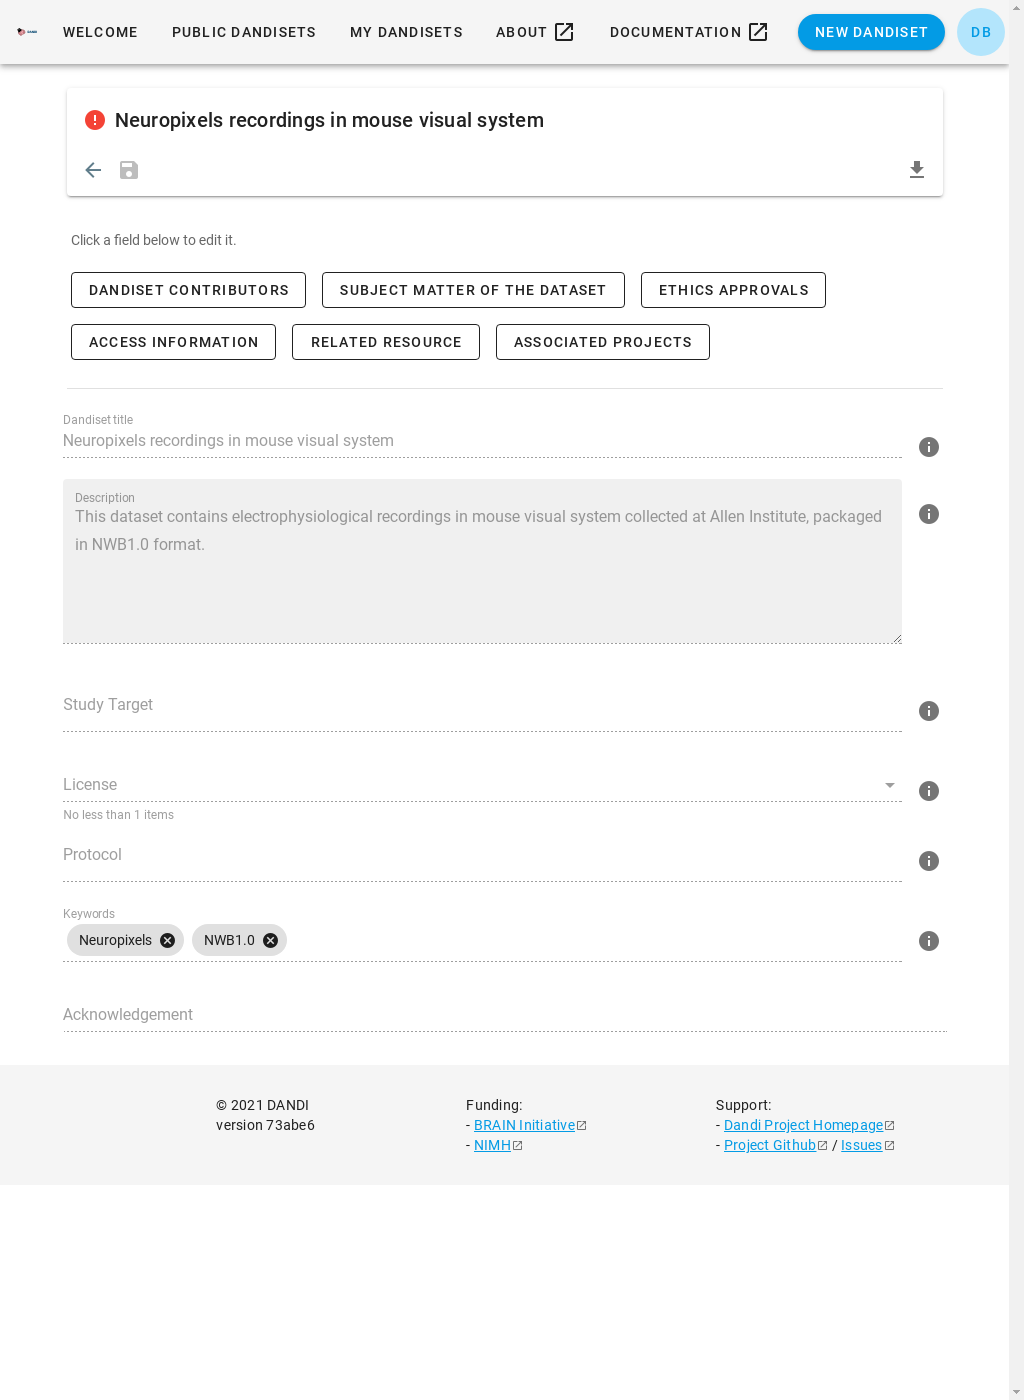 WELCOME PUBLIC DANDISETS MY DANDISETS ABOUT DOCUMENTATION NEW DANDISET DB
Neuropixels recordings in mouse visual system
Click a field below to edit it.
DANDISET CONTRIBUTORS SUBJECT MATTER OF THE DATASET ETHICS APPROVALS
ACCESS INFORMATION RELATED RESOURCE ASSOCIATED PROJECTS
Dandiset title
Neuropixels recordings in mouse visual system
Description
This dataset contains electrophysiological recordings in mouse visual system collected at Allen Institute, packaged
in NWB1.0 format.
Study Target
License
No less than 1 items
Protocol
Keywords
Neuropixels NWB1.0
Acknowledgement
© 2021 DANDI
version 73abe6
Funding:
- BRAIN Initiative
- NIMH
Support:
- Dandi Project Homepage
- Project Github / Issues